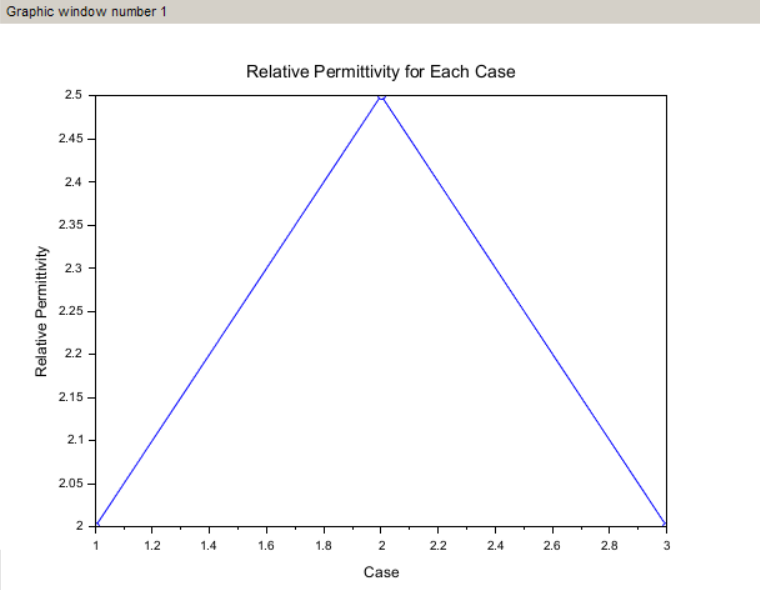 Graphic window number 1
Relative Permittivity for Each Case
2.5
2.45
2.4
2.35
2.3
2.25
2.2
2.15
2.1
2.05
2
Relative Permittivity
1 1.2 1.4 1.6 1.8 2 2.2 2.4 2.6 2.8 3
Case